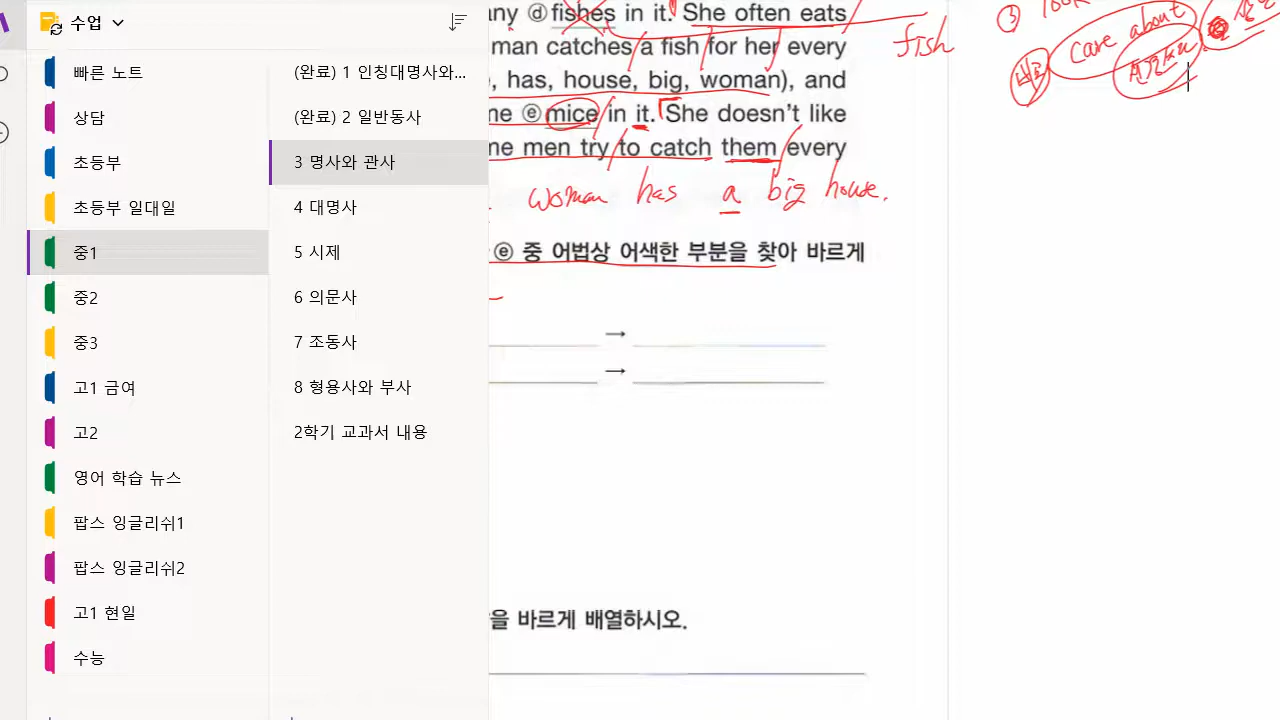 수업
빠른 노트
상담
초등부
초등부 일대일
중1
중2
중3
고1 금여
고2
영어 학습 뉴스
팝스 잉글리쉬1
팝스 잉글리쉬2
고1 현일
수능
(완료) 1 인칭대명사와...
(완료) 2 일반동사
3 명사와 관사
4 대명사
5 시제
6 의문사
7 조동사
8 형용사와 부사
2학기 교과서 내용
ⓓ fishes in it. She often eats
fish
man catches a fish for her every
, has, house, big, woman), and
ⓔ mice in it. She doesn't like
men try to catch them every
woman has a big house.
ⓔ 중 어법상 어색한 부분을 찾아 바르게
→
→
을 바르게 배열하시오.
③
care about